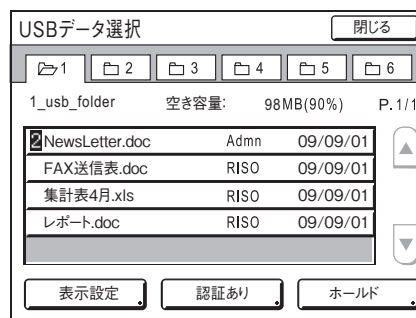 USBデータ選択 閉じる
1 2 3 4 5 6
1_usb_folder 空き容量: 98MB(90%) P. 1/1
2 NewsLetter.doc Admn 09/09/01
FAX送信表.doc RISO 09/09/01
集計表4月.xls RISO 09/09/01
レポート.doc RISO 09/09/01
表示設定 認証あり ホールド